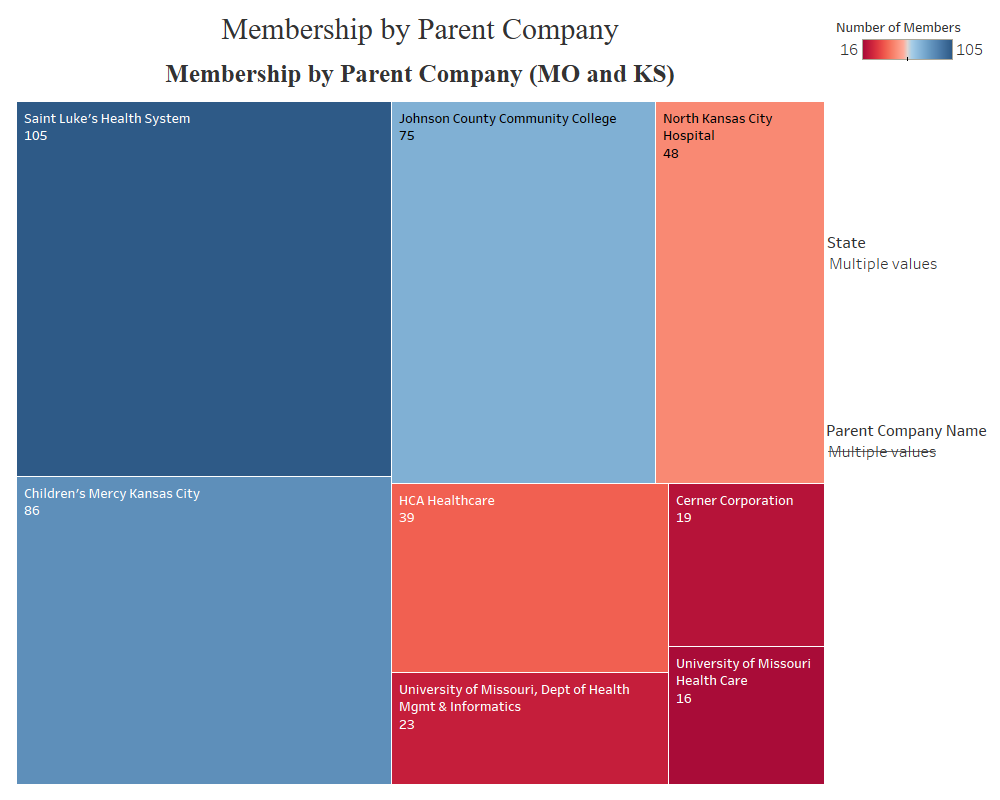 Membership by Parent Company
Membership by Parent Company (MO and KS)
Number of Members
16 105
Saint Luke's Health System
105
Johnson County Community College
75
North Kansas City
Hospital
48
State
Multiple values
Parent Company Name
Multiple values
Children's Mercy Kansas City
86
HCA Healthcare
39
Cerner Corporation
19
University of Missouri, Dept of Health
Mgmt & Informatics
23
University of Missouri
Health Care
16